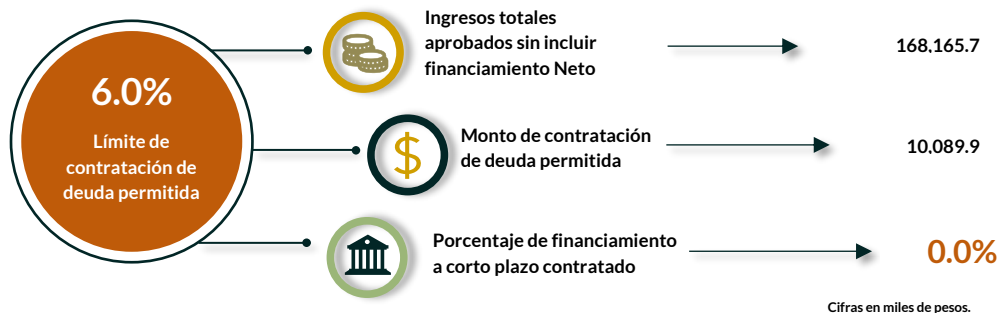 6.0%
Límite de
contratación de
deuda permitida
Ingresos totales
aprobados sin incluir
financiamiento Neto
168,165.7
$
Monto de contratación
de deuda permitida
10,089.9
Porcentaje de financiamiento
a corto plazo contratado
0.0%
Cifras en miles de pesos.